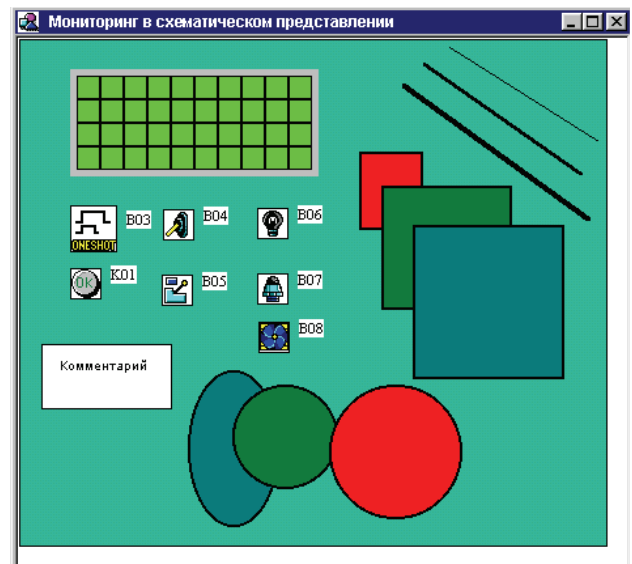 Мониторинг в схематическом представлении
B03
B04
B06
ONESHOT
OK
K01
B05
B07
B08
Комментарий